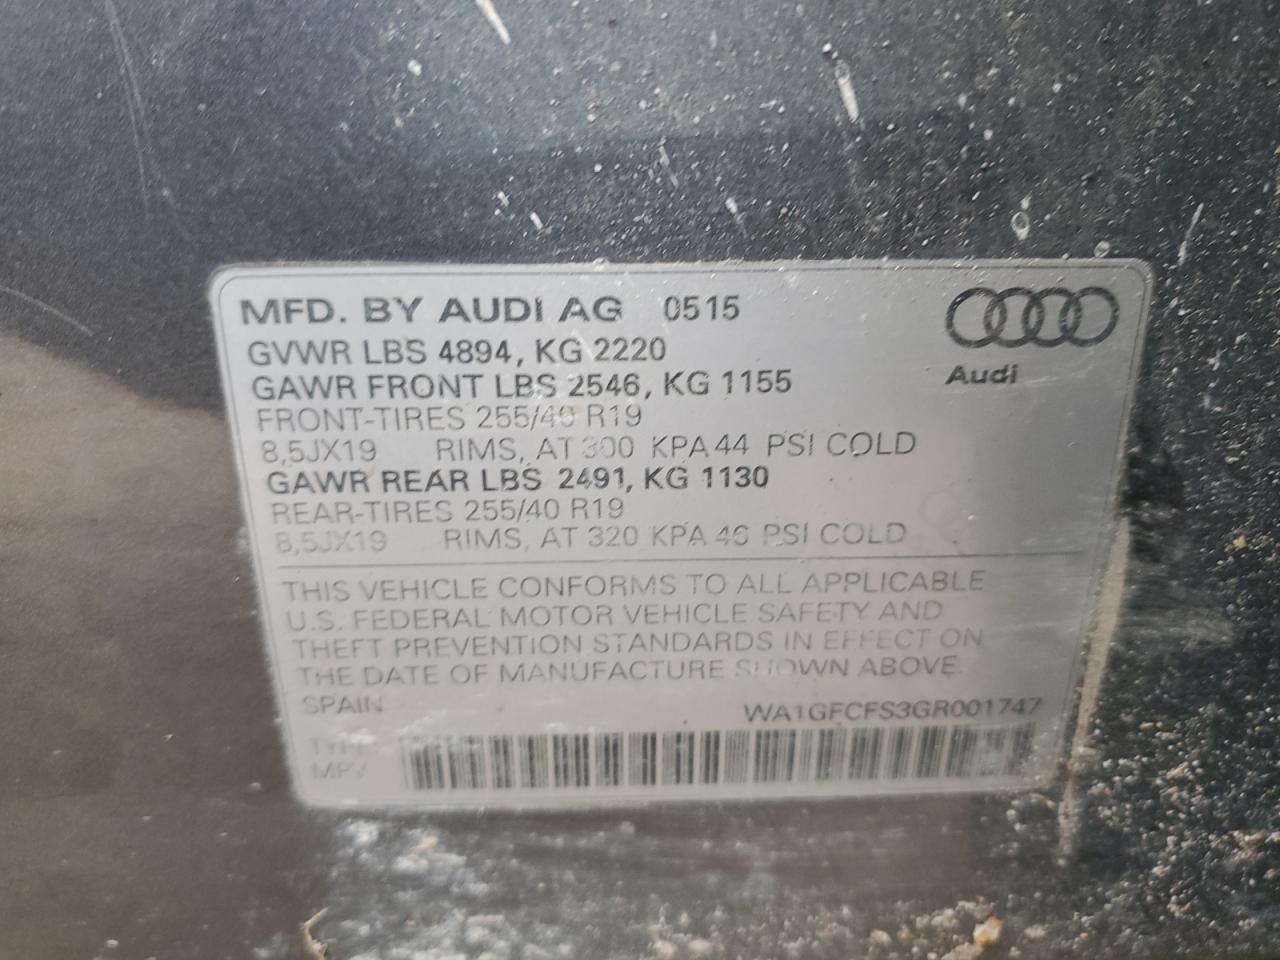 MFD. BY AUDI AG 0515
Audi
GVWR LBS 4894, KG 2220
GAWR FRONT LBS 2546, KG 1155
FRONT-TIRES 255/40 R19
8,5JX19 RIMS, AT 300 KPA 44 PSI COLD
GAWR REAR LBS 2491, KG 1130
REAR-TIRES 255/40 R19
8,5JX19 RIMS, AT 320 KPA 46 PSI COLD
THIS VEHICLE CONFORMS TO ALL APPLICABLE
U.S. FEDERAL MOTOR VEHICLE SAFETY AND
THEFT PREVENTION STANDARDS IN EFFECT ON
THE DATE OF MANUFACTURE SHOWN ABOVE.
SPAIN WA1GFCFS3GR001747
TYPE:
MPV